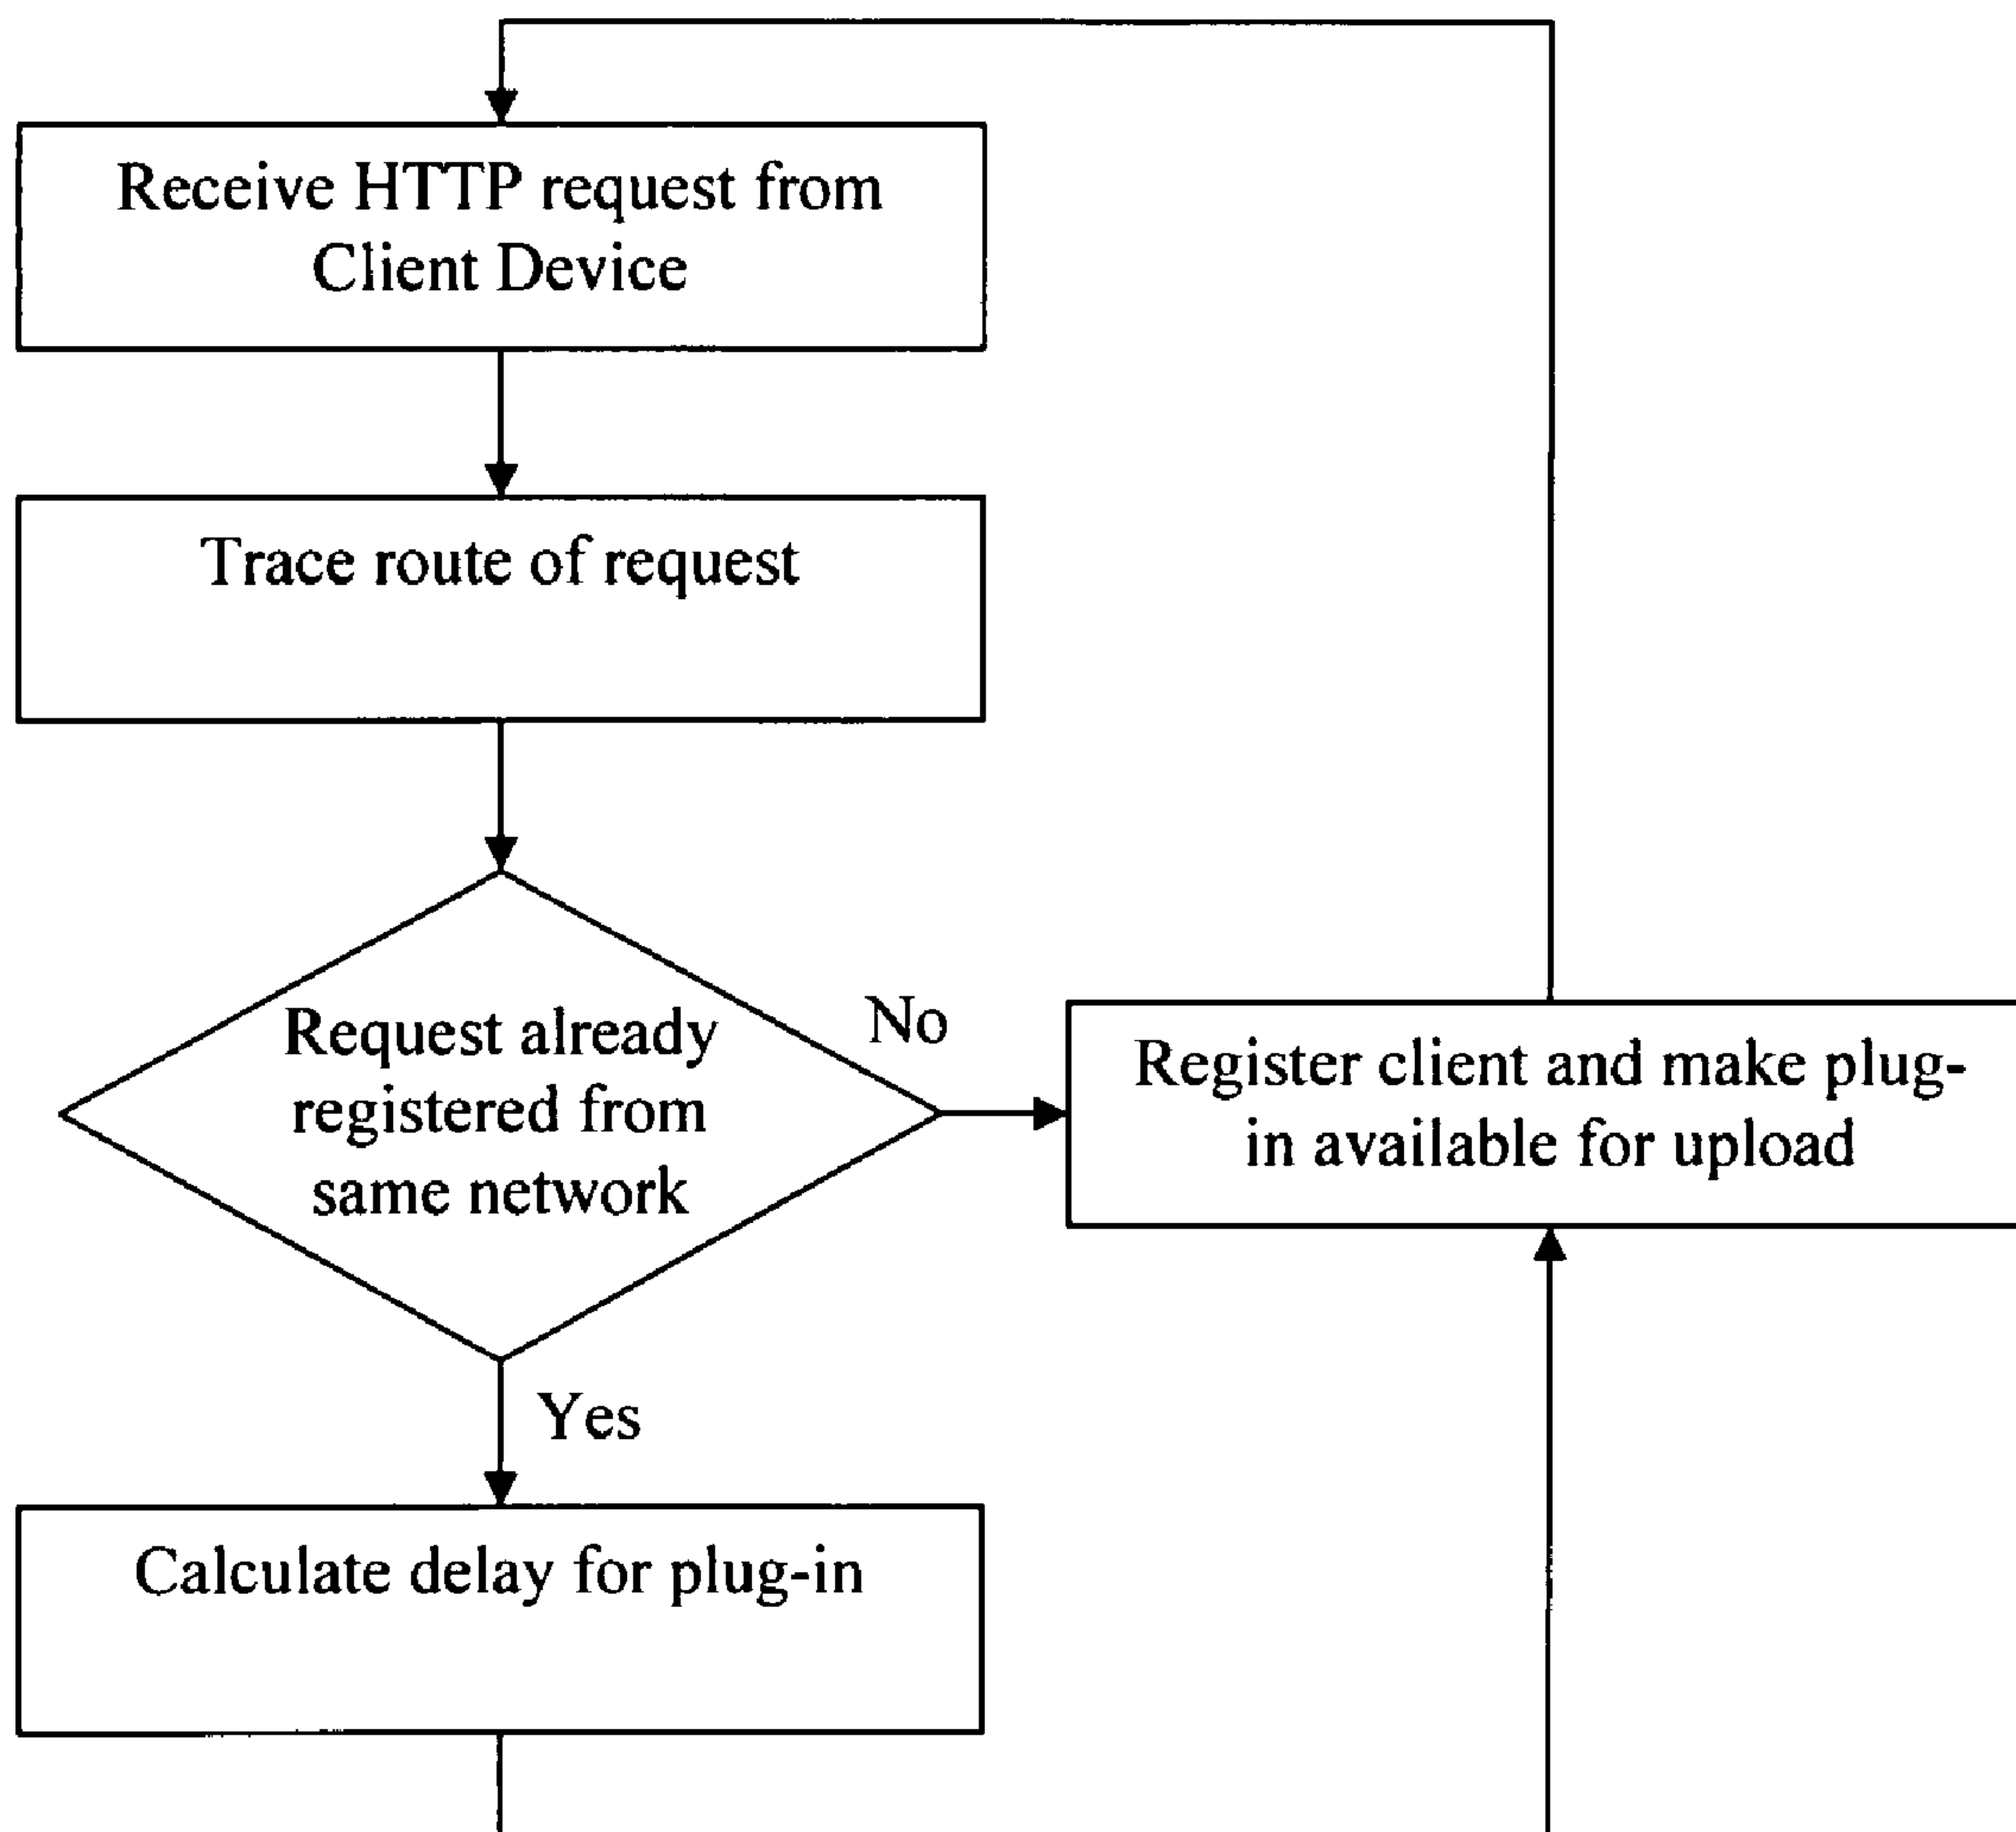 Receive HTTP request from
Client Device
Trace route of request
Request already
registered from
same network
No
Register client and make plug-
in available for upload
Yes
Calculate delay for plug-in